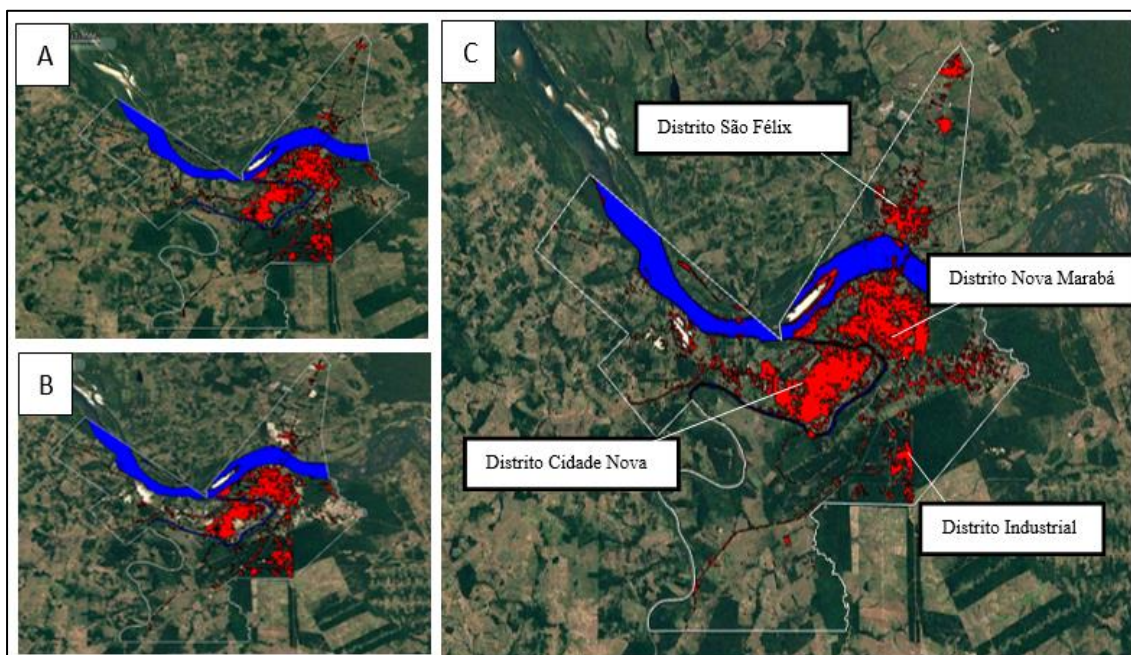 A
B
C
Distrito São Félix
Distrito Nova Marabá
Distrito Cidade Nova
Distrito Industrial